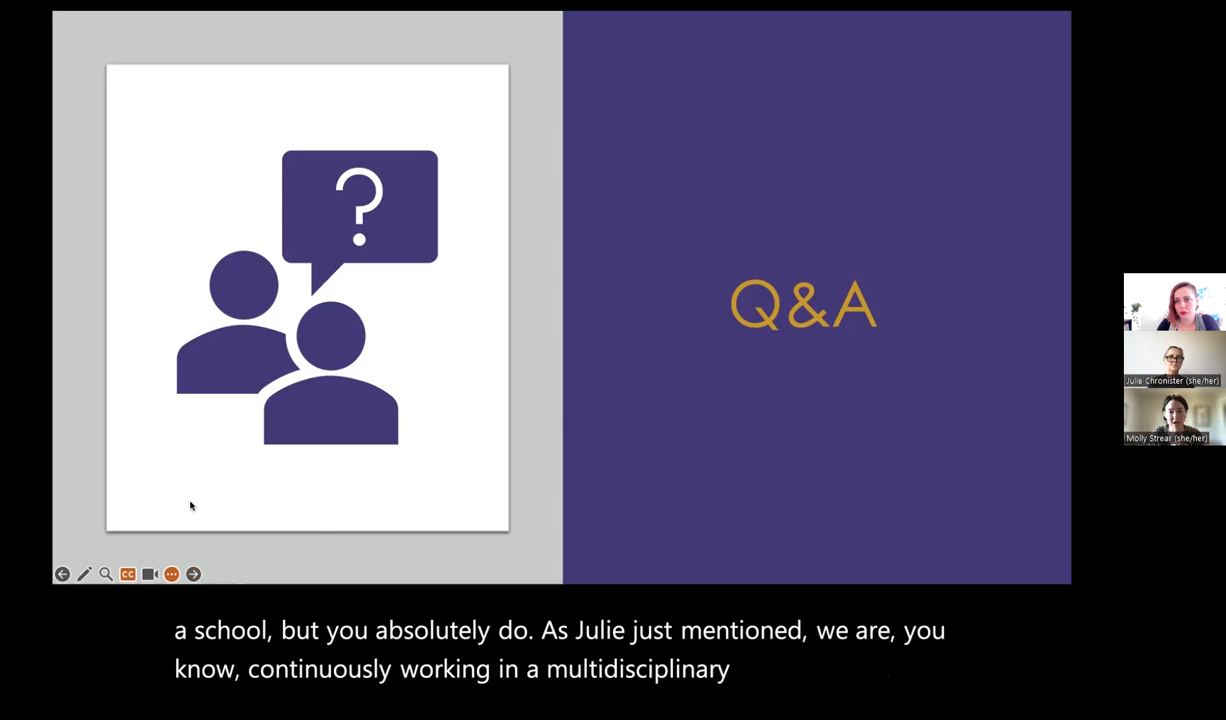 ?
Q&A
Julie Chronister (she/her)
Molly Strear (she/her)
CC
a school, but you absolutely do. As Julie just mentioned, we are, you
know, continuously working in a multidisciplinary